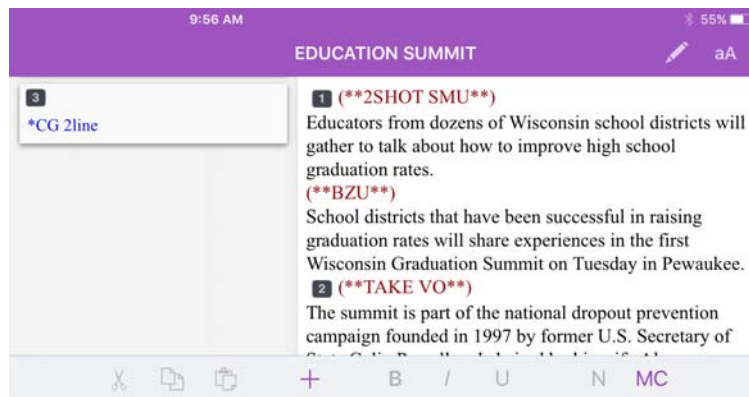 9:56 AM
55%
EDUCATION SUMMIT
aA
3
*CG 2line
1 (**2SHOT SMU**)
Educators from dozens of Wisconsin school districts will
gather to talk about how to improve high school
graduation rates.
(**BZU**)
School districts that have been successful in raising
graduation rates will share experiences in the first
Wisconsin Graduation Summit on Tuesday in Pewaukee.
2 (**TAKE VO**)
The summit is part of the national dropout prevention
campaign founded in 1997 by former U.S. Secretary of
B I U N MC